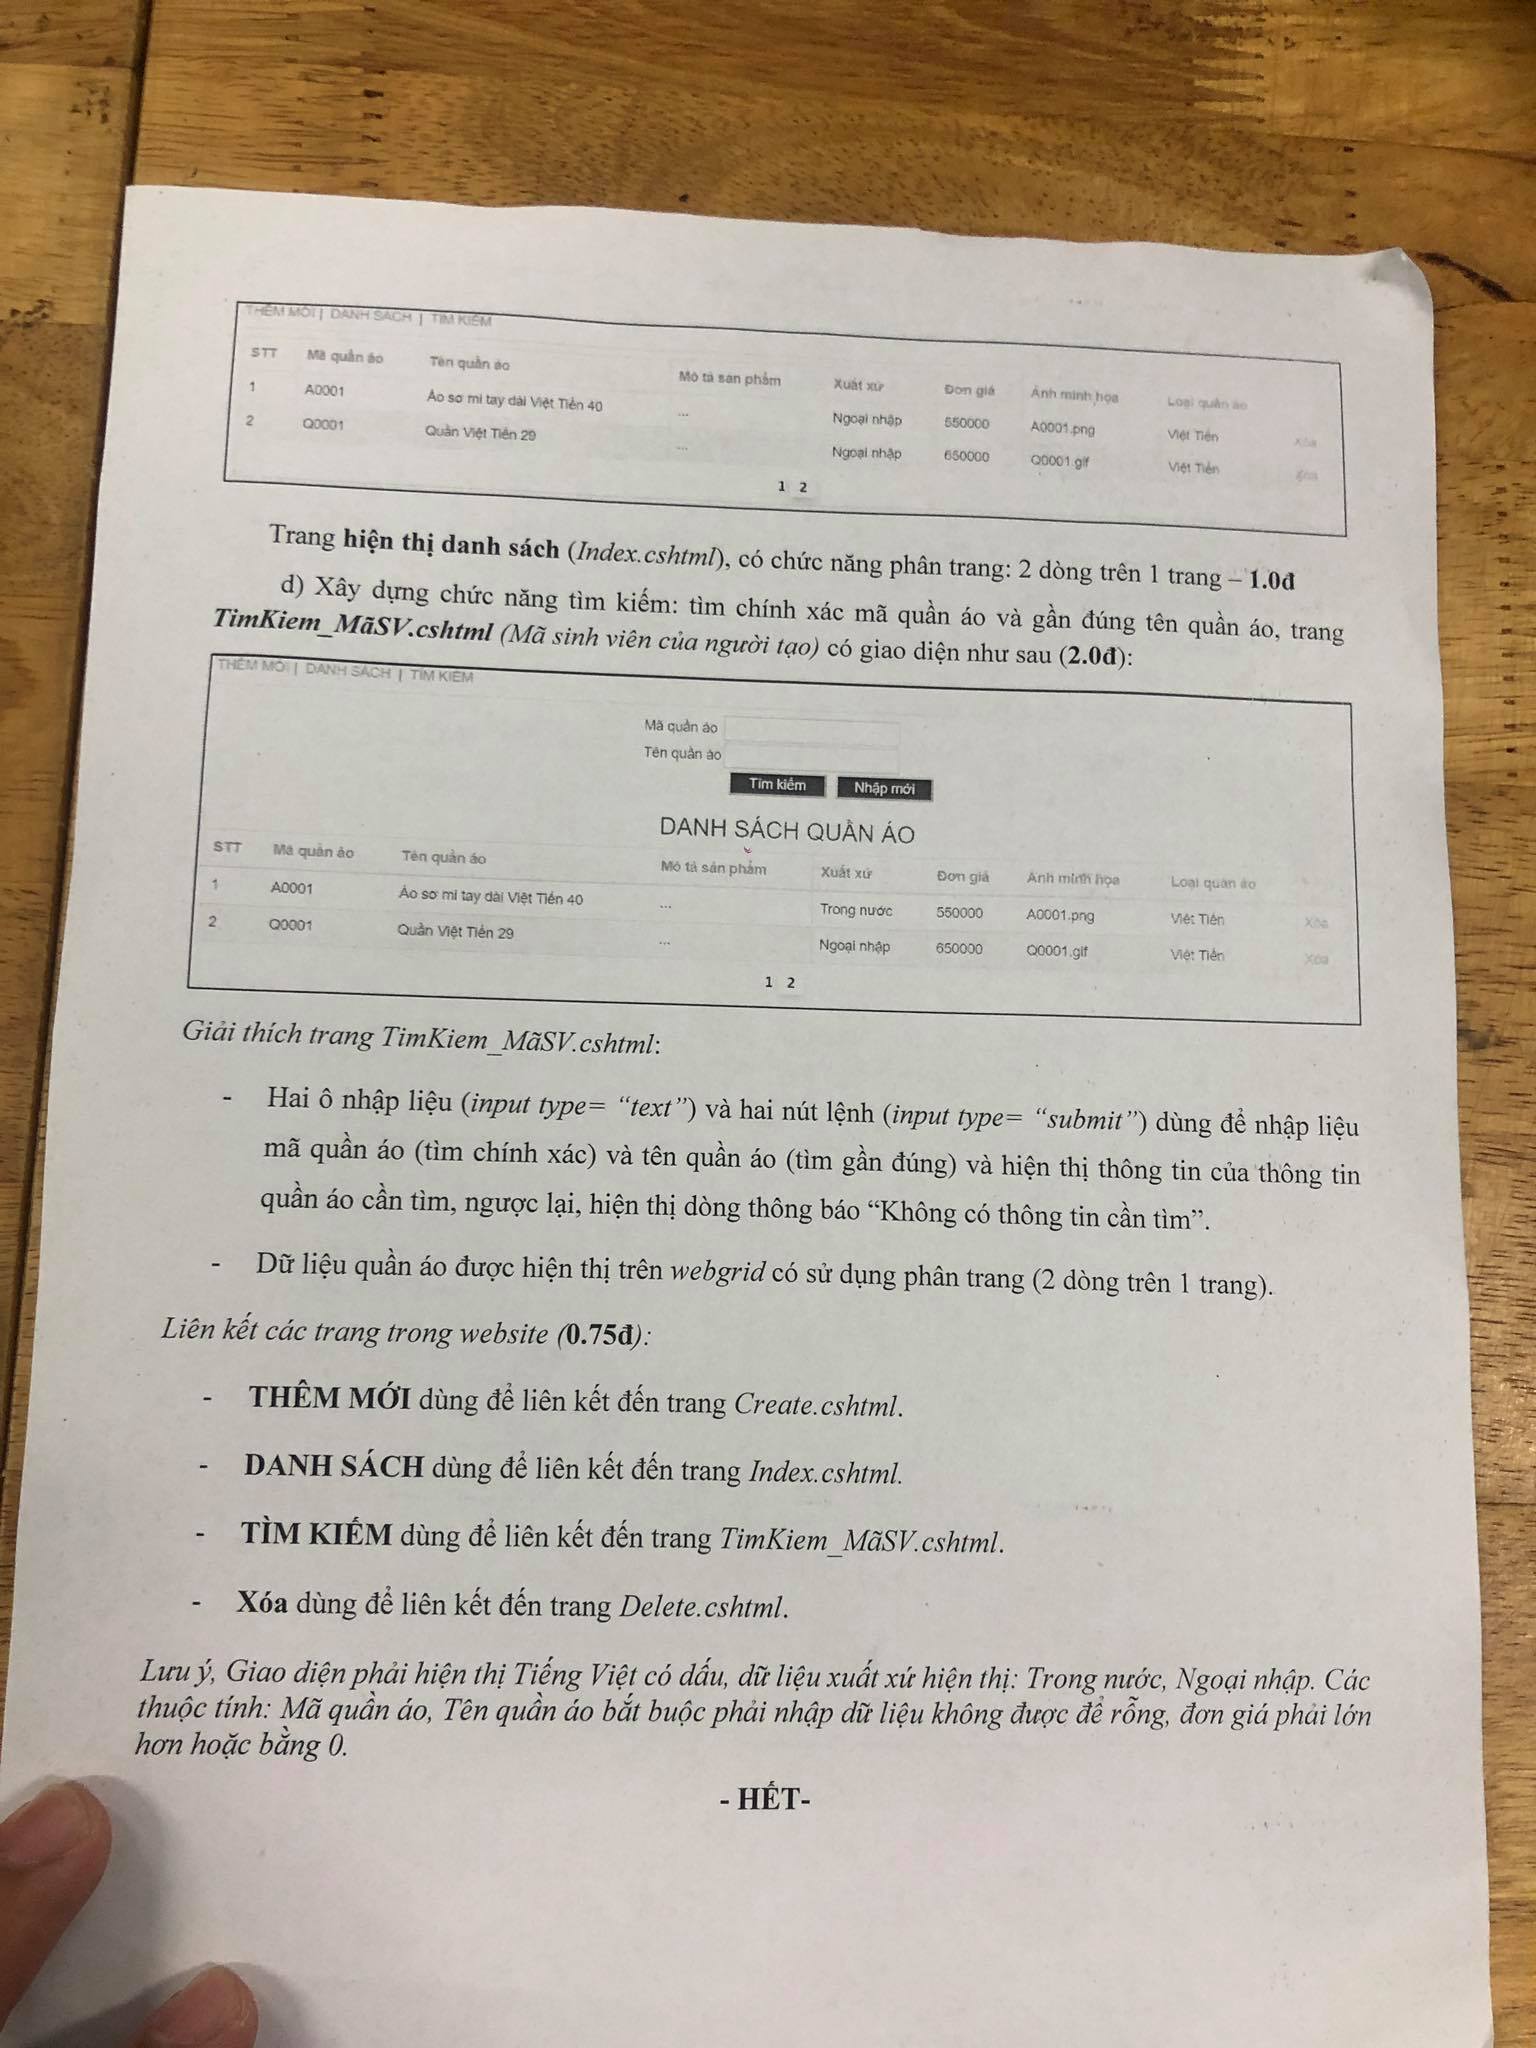 THÊM MỚI | DANH SÁCH | TÌM KIẾM
STT Mã quần áo Tên quần áo Mô tả sản phẩm Xuất xứ Đơn giá Ảnh minh họa Loại quần áo
1 A0001 Áo sơ mi tay dài Việt Tiến 40 ... Ngoại nhập 550000 A0001.png Việt Tiến Xóa
2 Q0001 Quần Việt Tiến 29 ... Ngoại nhập 650000 Q0001.gif Việt Tiến Xóa
1 2
Trang hiện thị danh sách (Index.cshtml), có chức năng phân trang: 2 dòng trên 1 trang – 1.0đ
d) Xây dựng chức năng tìm kiếm: tìm chính xác mã quần áo và gần đúng tên quần áo, trang
TimKiem_MãSV.cshtml (Mã sinh viên của người tạo) có giao diện như sau (2.0đ):
THÊM MỚI | DANH SÁCH | TÌM KIẾM
Mã quần áo
Tên quần áo
Tìm kiếm Nhập mới
DANH SÁCH QUẦN ÁO
STT Mã quần áo Tên quần áo Mô tả sản phẩm Xuất xứ Đơn giá Ảnh minh họa Loại quần áo
1 A0001 Áo sơ mi tay dài Việt Tiến 40 ... Trong nước 550000 A0001.png Việt Tiến Xóa
2 Q0001 Quần Việt Tiến 29 ... Ngoại nhập 650000 Q0001.gif Việt Tiến Xóa
1 2
Giải thích trang TimKiem_MãSV.cshtml:
- Hai ô nhập liệu (input type= “text”) và hai nút lệnh (input type= “submit”) dùng để nhập liệu
mã quần áo (tìm chính xác) và tên quần áo (tìm gần đúng) và hiện thị thông tin của thông tin
quần áo cần tìm, ngược lại, hiện thị dòng thông báo “Không có thông tin cần tìm”.
- Dữ liệu quần áo được hiện thị trên webgrid có sử dụng phân trang (2 dòng trên 1 trang).
Liên kết các trang trong website (0.75đ):
- THÊM MỚI dùng để liên kết đến trang Create.cshtml.
- DANH SÁCH dùng để liên kết đến trang Index.cshtml.
- TÌM KIẾM dùng để liên kết đến trang TimKiem_MãSV.cshtml.
- Xóa dùng để liên kết đến trang Delete.cshtml.
Lưu ý, Giao diện phải hiện thị Tiếng Việt có dấu, dữ liệu xuất xứ hiện thị: Trong nước, Ngoại nhập. Các
thuộc tính: Mã quần áo, Tên quần áo bắt buộc phải nhập dữ liệu không được để rỗng, đơn giá phải lớn
hơn hoặc bằng 0.
- HẾT-